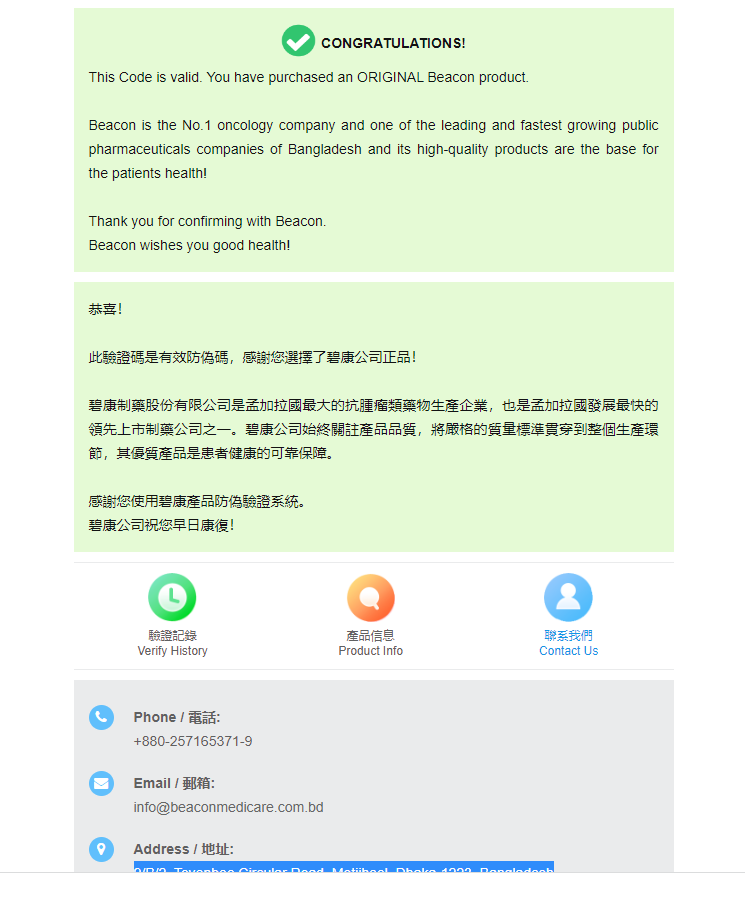 CONGRATULATIONS!
This Code is valid. You have purchased an ORIGINAL Beacon product.
Beacon is the No.1 oncology company and one of the leading and fastest growing public
pharmaceuticals companies of Bangladesh and its high-quality products are the base for
the patients health!
Thank you for confirming with Beacon.
Beacon wishes you good health!
恭喜！
此驗證碼是有效防偽碼，感謝您選擇了碧康公司正品！
碧康制藥股份有限公司是孟加拉國最大的抗腫瘤類藥物生產企業，也是孟加拉國發展最快的
領先上市制藥公司之一。碧康公司始終關註產品品質，將嚴格的質量標準貫穿到整個生產環
節，其優質產品是患者健康的可靠保障。
感謝您使用碧康產品防偽驗證系統。
碧康公司祝您早日康復！
驗證記錄
Verify History
產品信息
Product Info
聯系我們
Contact Us
Phone / 電話:
+880-257165371-9
Email / 郵箱:
info@beaconmedicare.com.bd
Address / 地址:
Circular Road, Motijheel, Dhaka-1223, Bangladesh